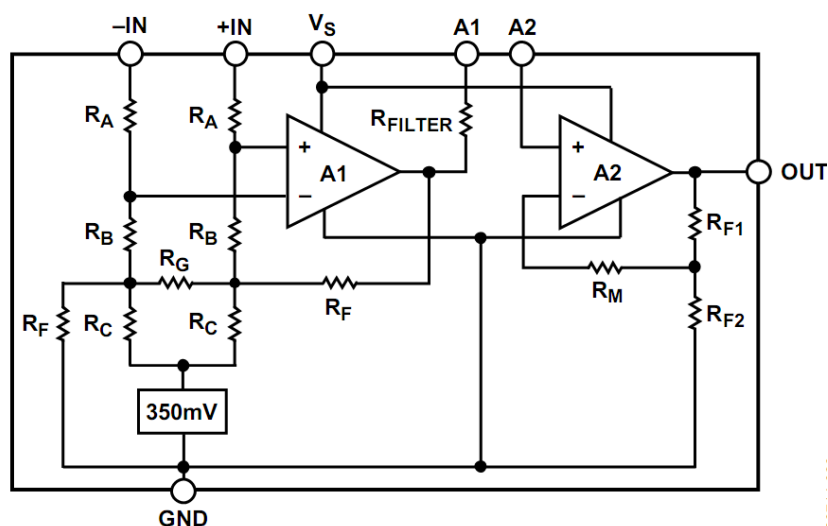 –IN
+IN
VS
A1
A2
RA
RA
RFILTER
+
A1
–
+
A2
–
OUT
RB
RB
RG
RF
RF1
RM
RF
RC
RC
RF2
350mV
GND